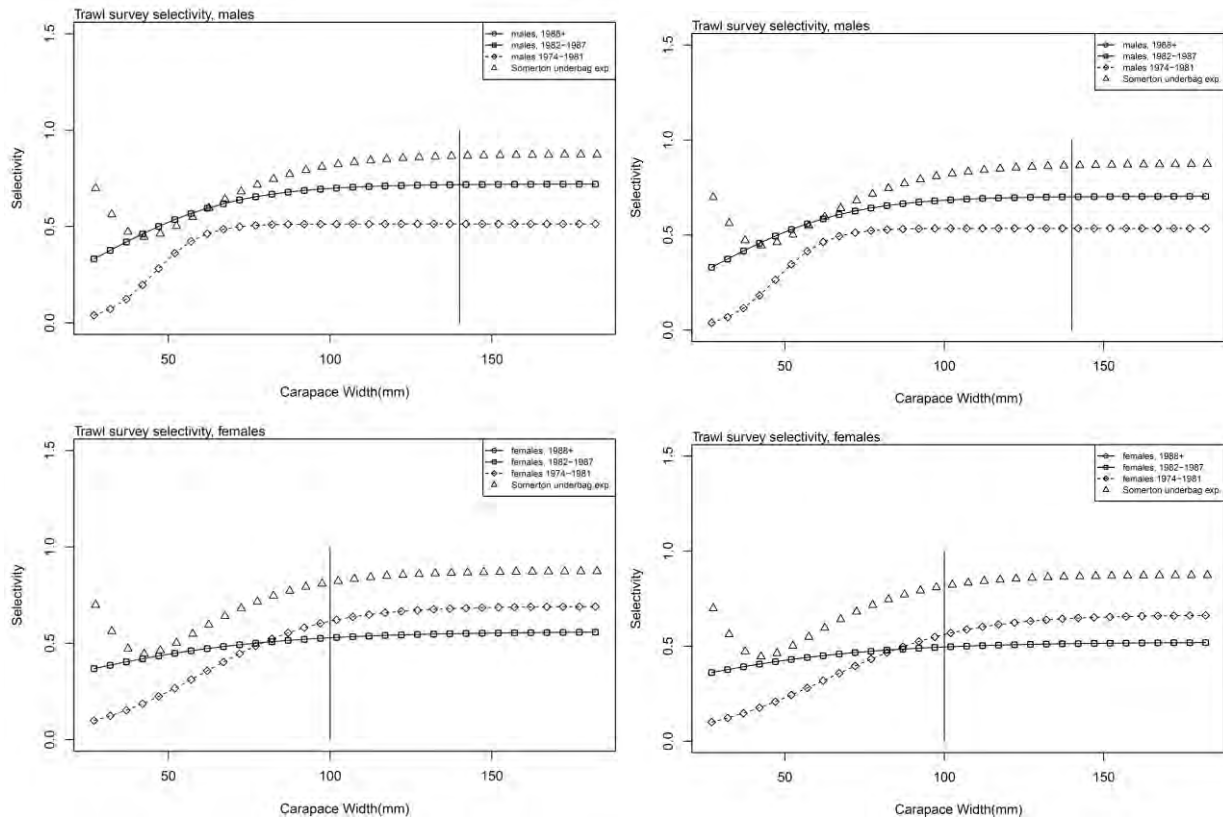 Trawl survey selectivity, males
1.5
1.0
0.5
0.0
Selectivity
males, 1988+
males, 1982−1987
males 1974−1981
Somerton underbag exp.
50
100
150
Carapace Width(mm)
Trawl survey selectivity, males
1.5
1.0
0.5
0.0
Selectivity
males, 1988+
males, 1982−1987
males 1974−1981
Somerton underbag exp.
50
100
150
Carapace Width(mm)
Trawl survey selectivity, females
1.5
1.0
0.5
0.0
Selectivity
females, 1988+
females, 1982−1987
females 1974−1981
Somerton underbag exp.
50
100
150
Carapace Width(mm)
Trawl survey selectivity, females
1.5
1.0
0.5
0.0
Selectivity
females, 1988+
females, 1982−1987
females 1974−1981
Somerton underbag exp.
50
100
150
Carapace Width(mm)